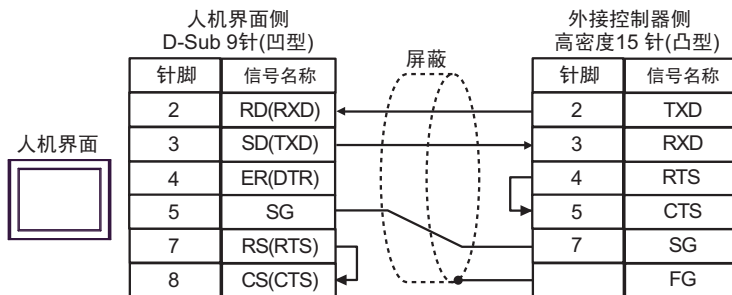 人机界面侧
D-Sub 9针(凹型)
外接控制器侧
高密度15 针(凸型)
屏蔽
人机界面
针脚 信号名称
2 RD(RXD)
3 SD(TXD)
4 ER(DTR)
5 SG
7 RS(RTS)
8 CS(CTS)
针脚 信号名称
2 TXD
3 RXD
4 RTS
5 CTS
7 SG
FG